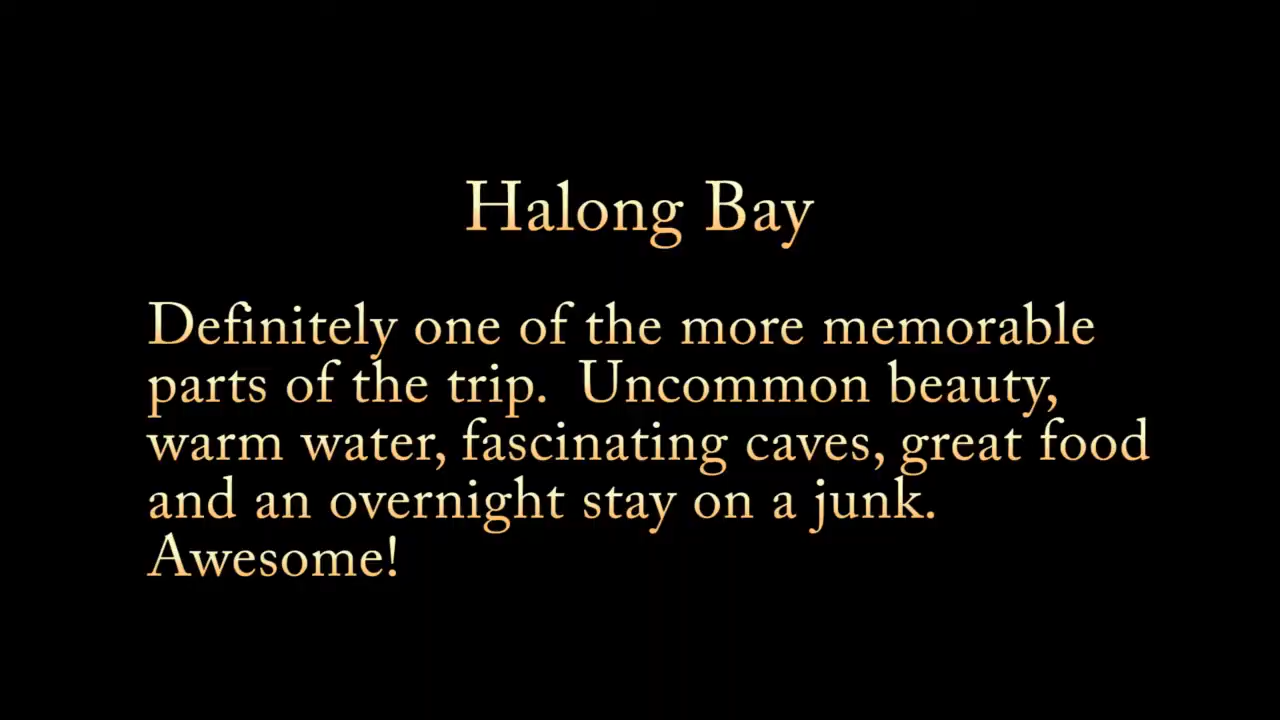 Halong Bay
Definitely one of the more memorable
parts of the trip.  Uncommon beauty,
warm water, fascinating caves, great food
and an overnight stay on a junk.
Awesome!